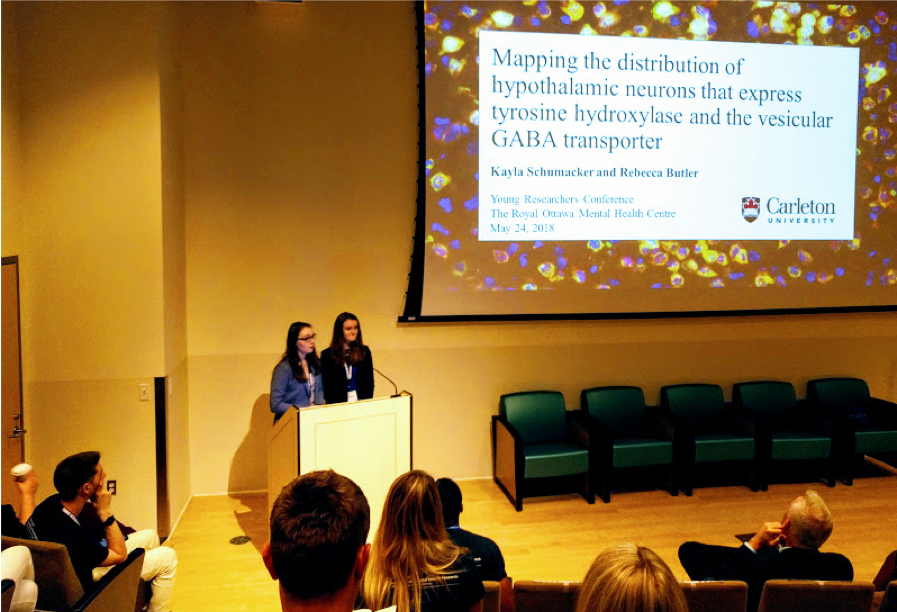 Mapping the distribution of
hypothalamic neurons that express
tyrosine hydroxylase and the vesicular
GABA transporter
Kayla Schumacker and Rebecca Butler
Young Researchers Conference
The Royal Ottawa Mental Health Centre
May 24, 2018
Carleton
UNIVERSITY